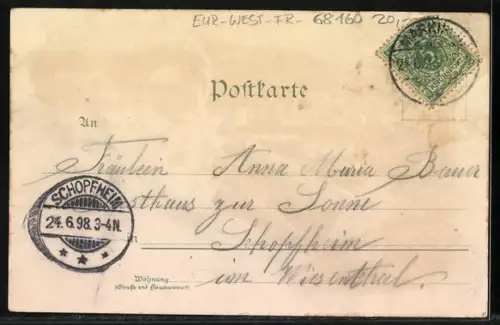 EUR-WEST-FR- 68160 20,-
Postkarte
An
Fräulein Anna Maria Bauer
Gasthaus zur Sonne
in Schopfheim
im Wiesenthal.
Wohnung
(Straße und Hausnummer)
SCHOPFHEIM
24.6.98.3-4N.